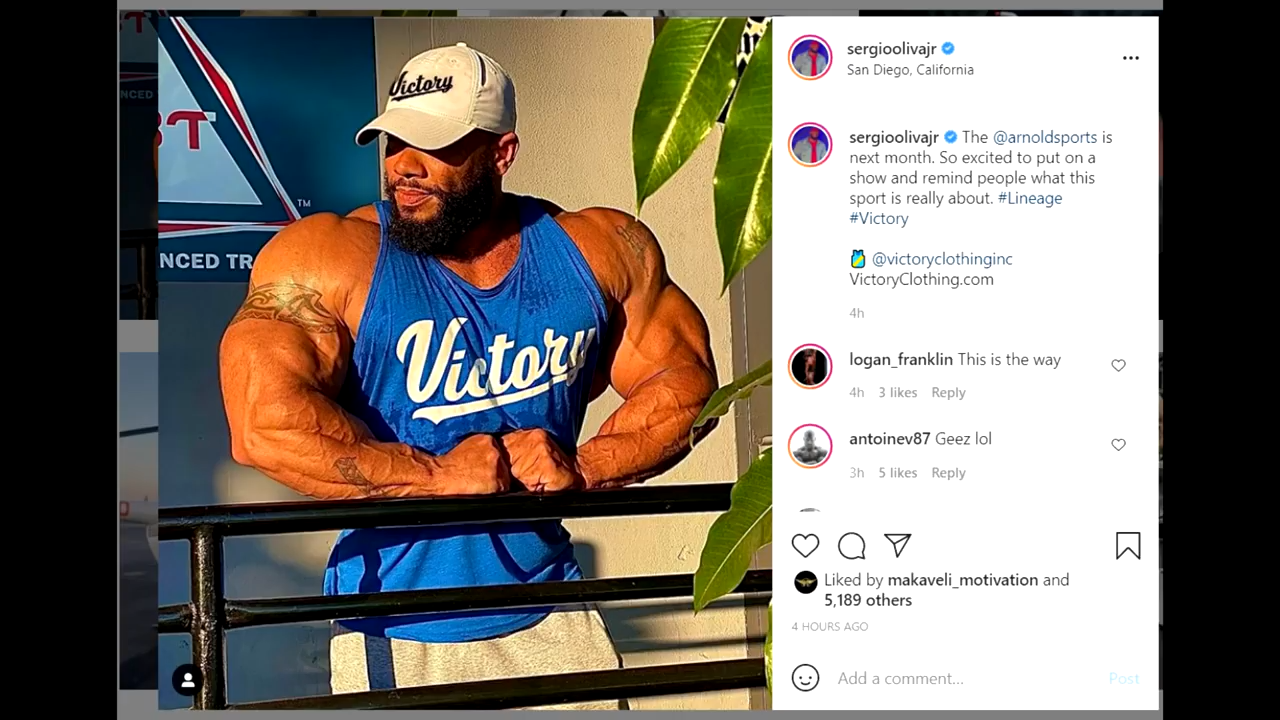 NCED
ВТ
TM
NCED TR
Victory
Victory
sergioolivajr
San Diego, California
sergioolivajr The @arnoldsports is
next month. So excited to put on a
show and remind people what this
sport is really about. #Lineage
#Victory
@victoryclothinginc
VictoryClothing.com
4h
logan_franklin This is the way
4h 3 likes Reply
antoinev87 Geez lol
3h 5 likes Reply
Liked by makaveli_motivation and
5,189 others
4 HOURS AGO
Add a comment... Post